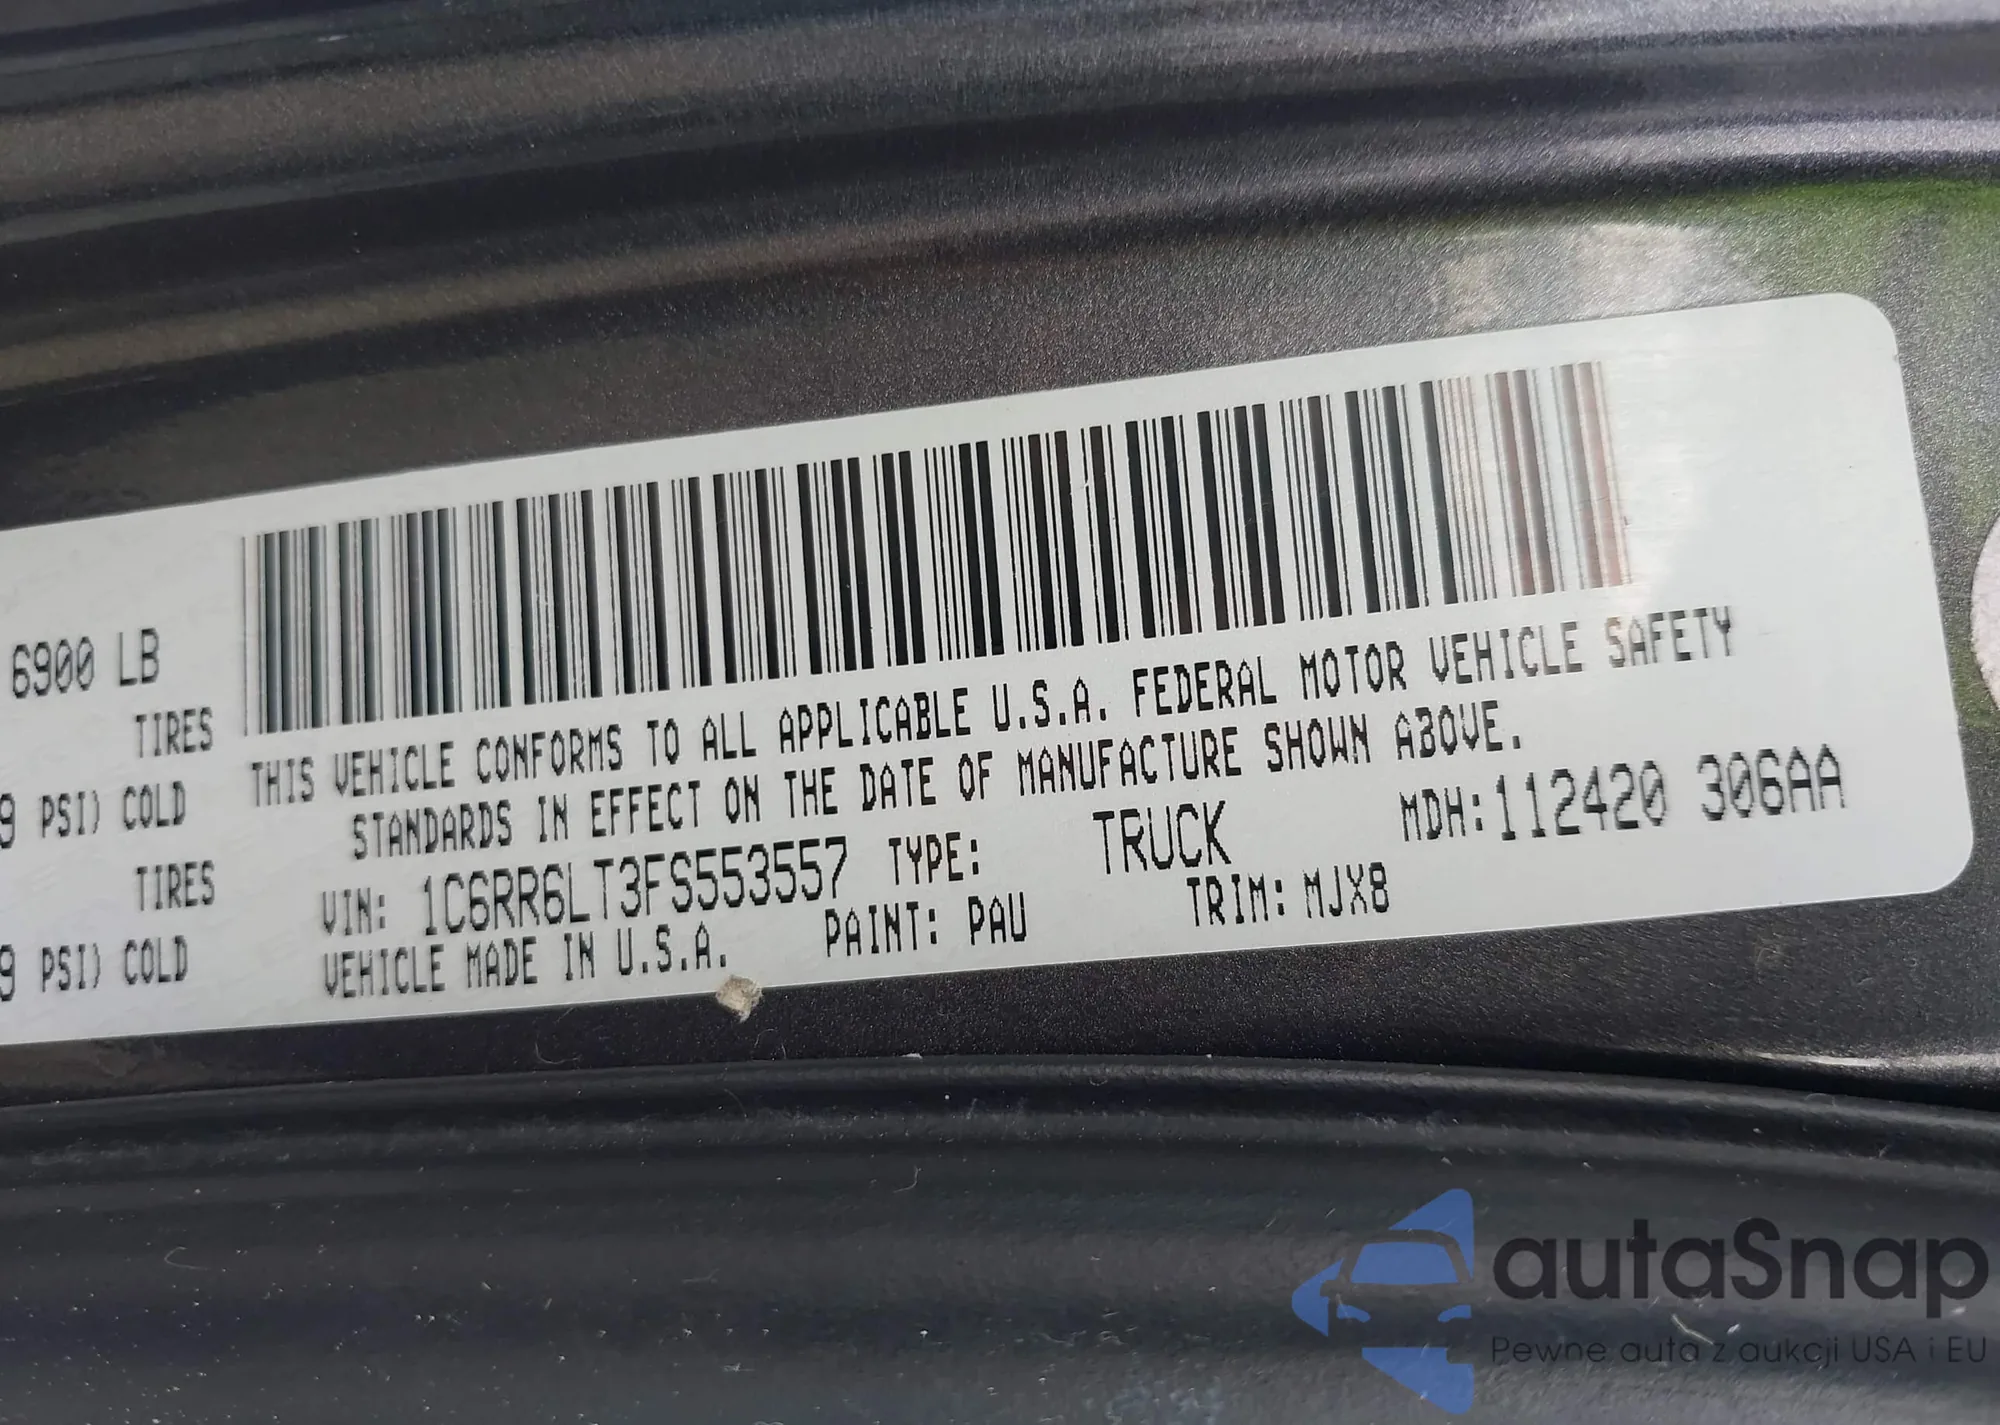 6900 LB
TIRES
9 PSI) COLD
TIRES
9 PSI) COLD
THIS VEHICLE CONFORMS TO ALL APPLICABLE U.S.A. FEDERAL MOTOR VEHICLE SAFETY
STANDARDS IN EFFECT ON THE DATE OF MANUFACTURE SHOWN ABOVE.
VIN: 1C6RR6LT3FS553557 TYPE: TRUCK MDH:112420 306AA
VEHICLE MADE IN U.S.A. PAINT: PAU TRIM: MJX8
autaSnap
Pewne auta z aukcji USA i EU